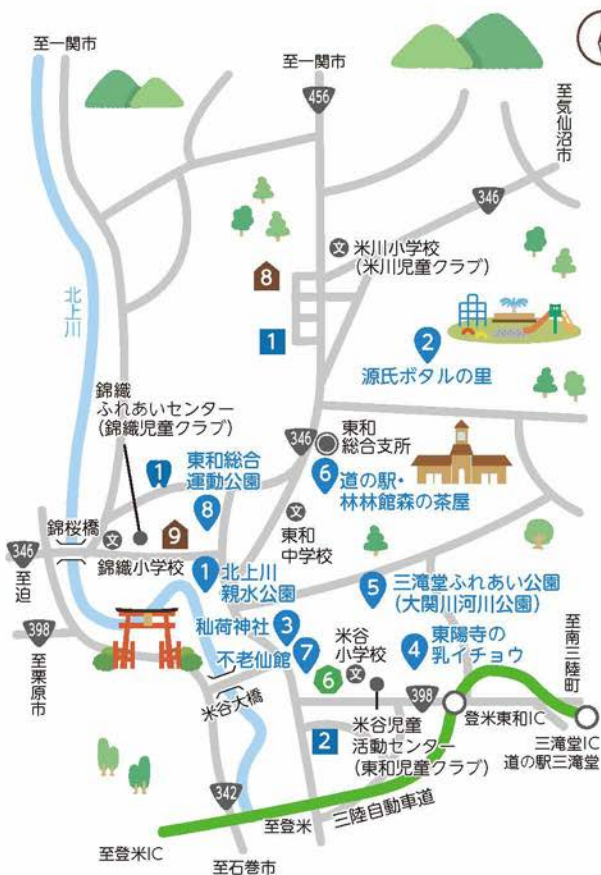 至一関市
至一関市
456
至気仙沼市
346
米川小学校
(米川児童クラブ)
文
8
北上川
1
2
源氏ボタルの里
錦織
ふれあいセンター
(錦織児童クラブ)
東和総合
運動公園
8
346
東和
総合支所
6
道の駅・
林林館森の茶屋
錦桜橋
文
9
文
東和
中学校
346
至迫
錦織小学校
1
北上川
親水公園
5
三滝堂ふれあい公園
(大関川河川公園)
398
至栗原市
秈荷神社
3
不老仙館
7
米谷
小学校
6
文
4
東陽寺の
乳イチョウ
至南三陸町
米谷大橋
398
登米東和IC
2
米谷児童
活動センター
(東和児童クラブ)
三滝堂IC
道の駅三滝堂
342
三陸自動車道
至登米
至登米IC
至石巻市